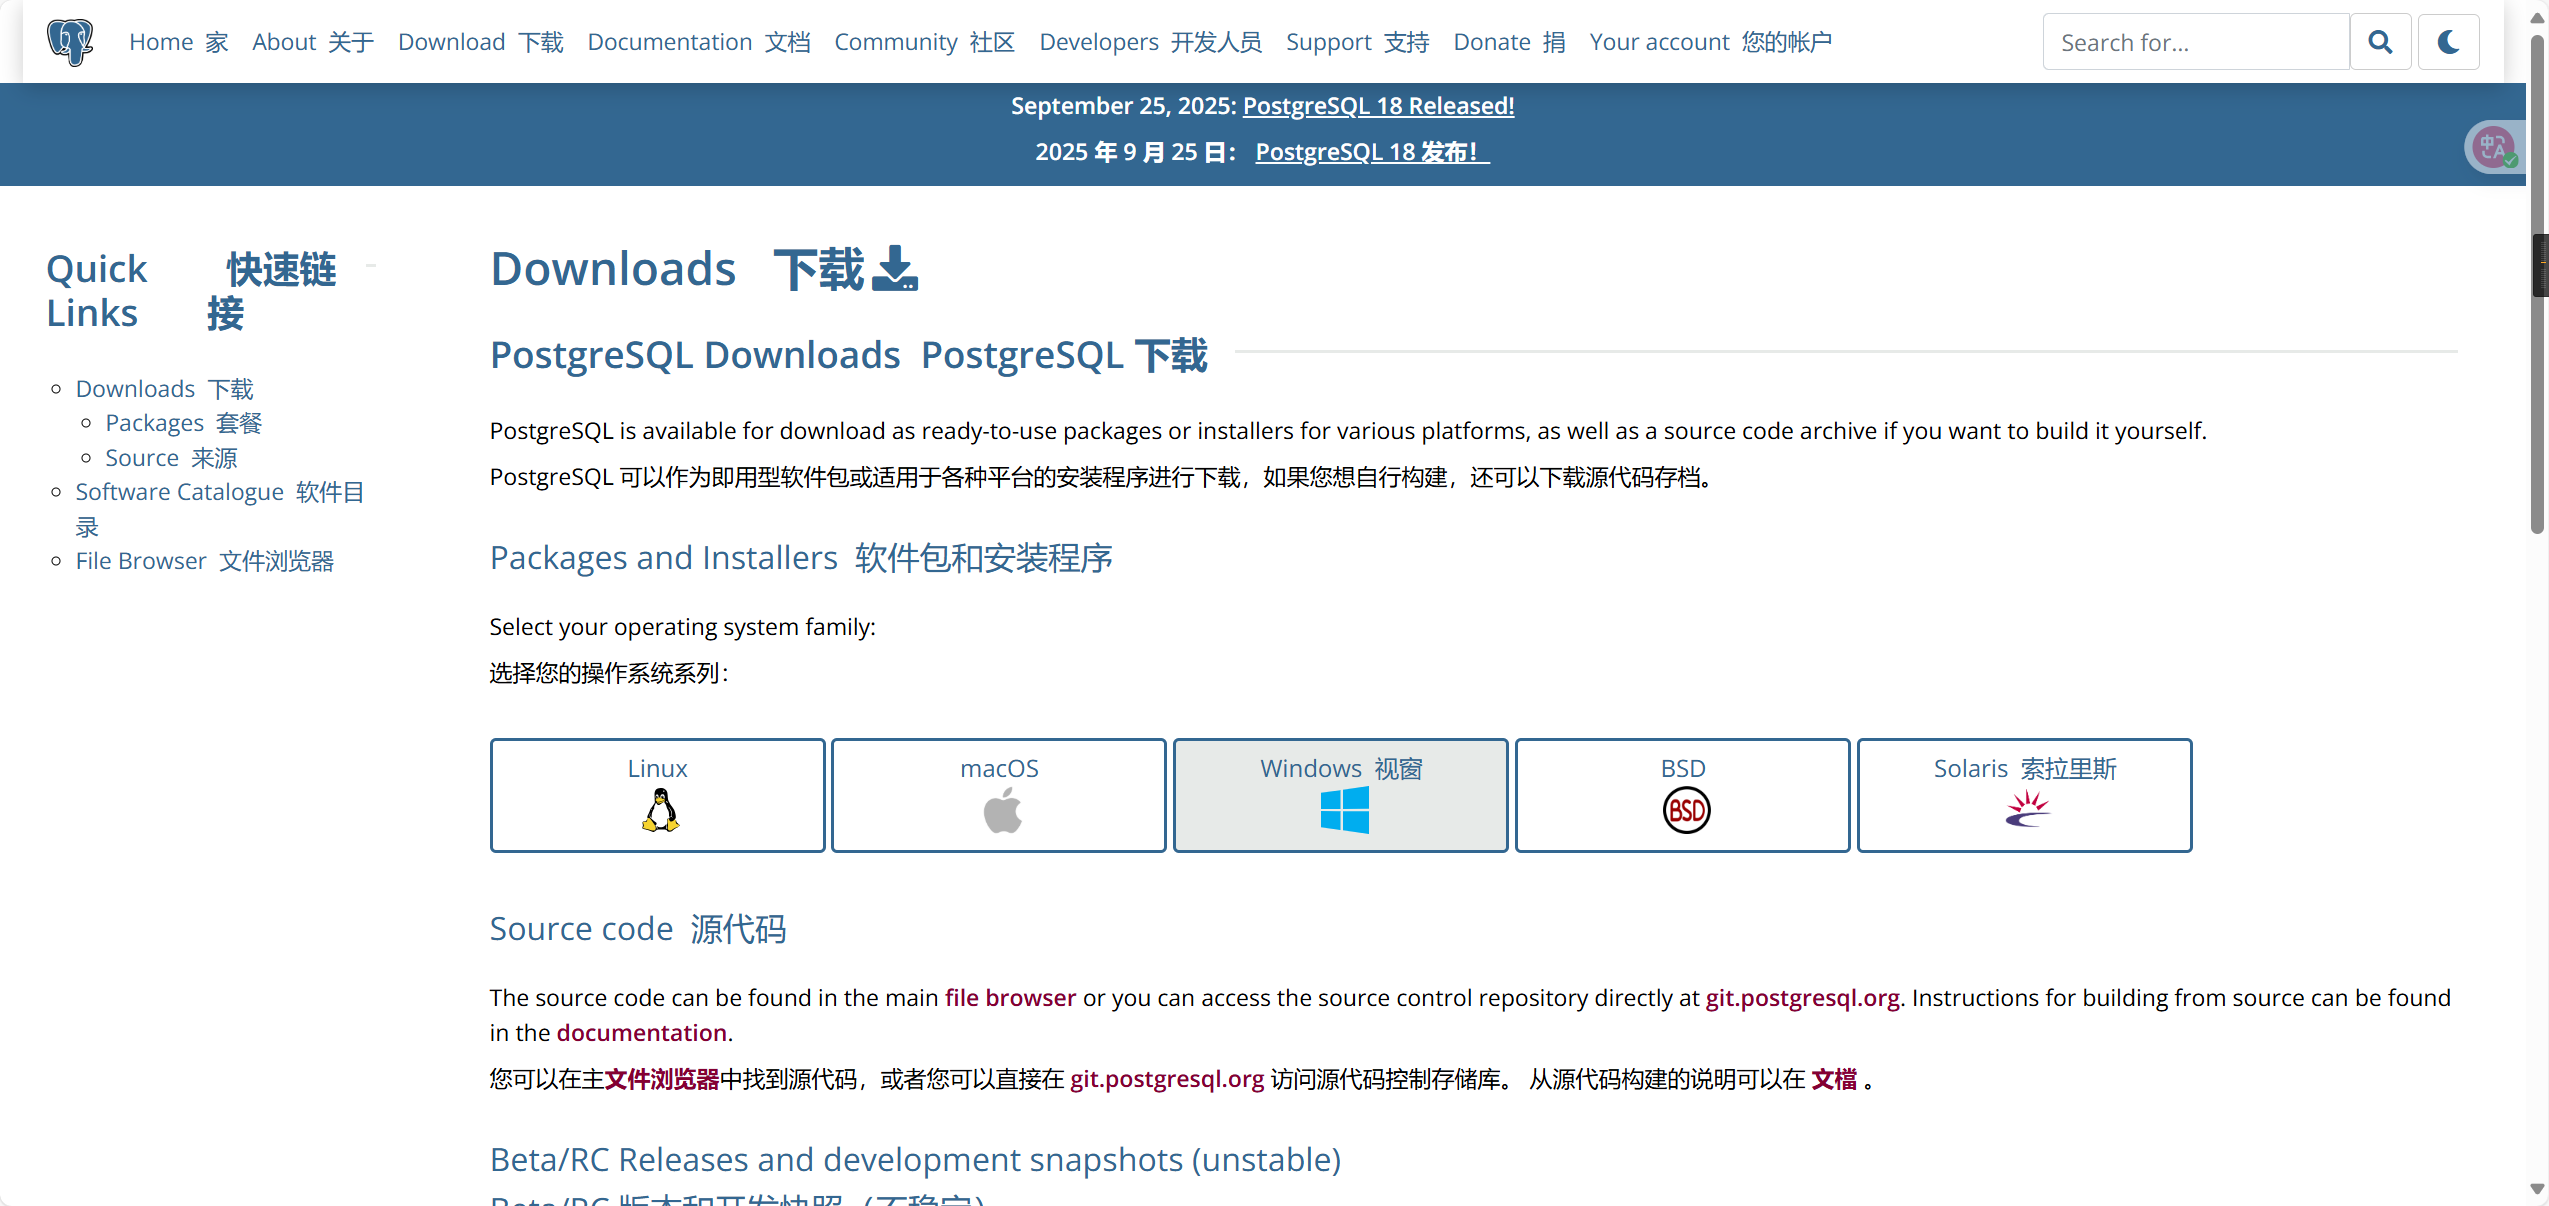 Home 家 About 关于 Download 下载 Documentation 文档 Community 社区 Developers 开发人员 Support 支持 Donate 捐 Your account 您的帐户 Search for...
September 25, 2025: PostgreSQL 18 Released!
2025 年 9 月 25 日： PostgreSQL 18 发布！
中 A
Quick 快速链
Links 接
Downloads 下载
Packages 套餐
Source 来源
Software Catalogue 软件目
录
File Browser 文件浏览器
Downloads 下载
PostgreSQL Downloads PostgreSQL 下载
PostgreSQL is available for download as ready-to-use packages or installers for various platforms, as well as a source code archive if you want to build it yourself.
PostgreSQL 可以作为即用型软件包或适用于各种平台的安装程序进行下载，如果您想自行构建，还可以下载源代码存档。
Packages and Installers 软件包和安装程序
Select your operating system family:
选择您的操作系统系列：
Linux macOS Windows 视窗 BSD Solaris 索拉里斯
BSD
Source code 源代码
The source code can be found in the main file browser or you can access the source control repository directly at git.postgresql.org. Instructions for building from source can be found
in the documentation.
您可以在主文件浏览器中找到源代码，或者您可以直接在 git.postgresql.org 访问源代码控制存储库。 从源代码构建的说明可以在 文檔 。
Beta/RC Releases and development snapshots (unstable)
Beta/RC 版本和开发快照（不稳定）